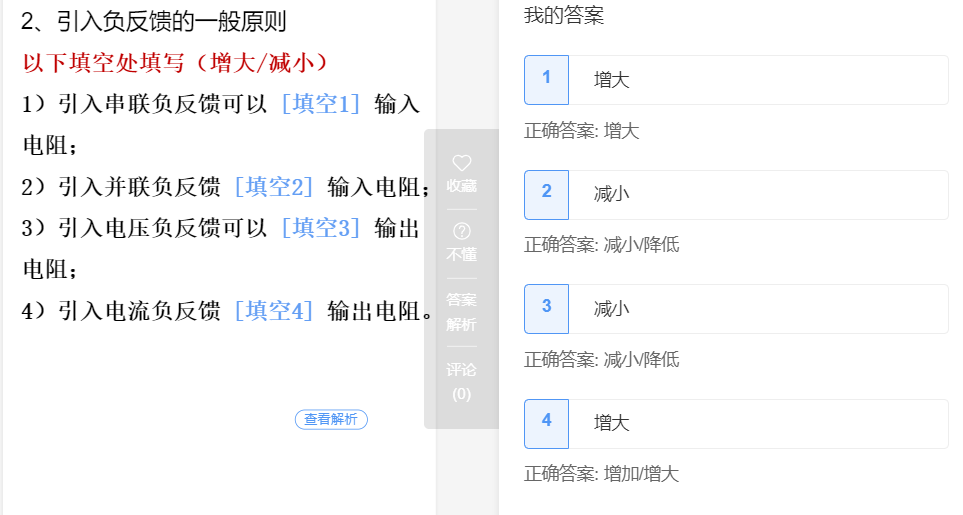 2、引入负反馈的一般原则
以下填空处填写（增大/减小）
1）引入串联负反馈可以 [填空1] 输入
电阻；
2）引入并联负反馈 [填空2] 输入电阻；
3）引入电压负反馈可以 [填空3] 输出
电阻；
4）引入电流负反馈 [填空4] 输出电阻。
查看解析
收藏
不懂
答案
解析
评论
(0)
我的答案
1 增大
正确答案: 增大
2 减小
正确答案: 减小/降低
3 减小
正确答案: 减小/降低
4 增大
正确答案: 增加/增大